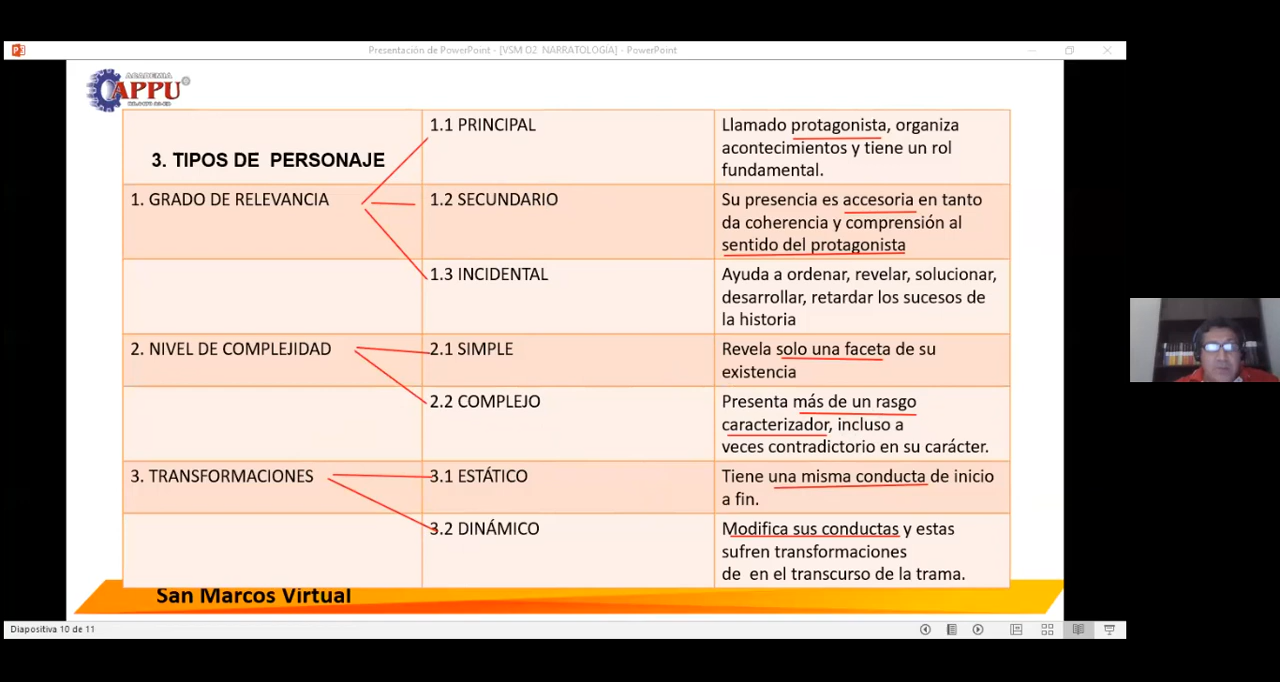 Presentación de PowerPoint - [VSM O2 NARRATOLOGÍA] - PowerPoint
ACADEMIA
APPU
3. TIPOS DE PERSONAJE
1.1 PRINCIPAL
Llamado protagonista, organiza
acontecimientos y tiene un rol
fundamental.
1. GRADO DE RELEVANCIA
1.2 SECUNDARIO
Su presencia es accesoria en tanto
da coherencia y comprensión al
sentido del protagonista
1.3 INCIDENTAL
Ayuda a ordenar, revelar, solucionar,
desarrollar, retardar los sucesos de
la historia
2. NIVEL DE COMPLEJIDAD
2.1 SIMPLE
Revela solo una faceta de su
existencia
2.2 COMPLEJO
Presenta más de un rasgo
caracterizador, incluso a
veces contradictorio en su carácter.
3. TRANSFORMACIONES
3.1 ESTÁTICO
Tiene una misma conducta de inicio
a fin.
3.2 DINÁMICO
Modifica sus conductas y estas
sufren transformaciones
de en el transcurso de la trama.
San Marcos Virtual
Diapositiva 10 de 11